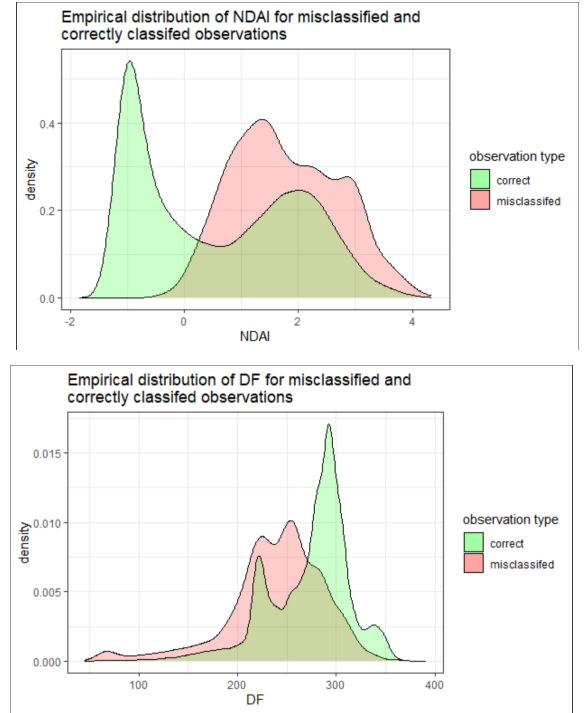 Empirical distribution of NDAI for misclassified and
correctly classifed observations
density
0.4
0.2
0.0
-2
0
2
4
NDAI
observation type
correct
misclassifed
Empirical distribution of DF for misclassified and
correctly classifed observations
density
0.015
0.010
0.005
0.000
100
200
300
400
DF
observation type
correct
misclassifed